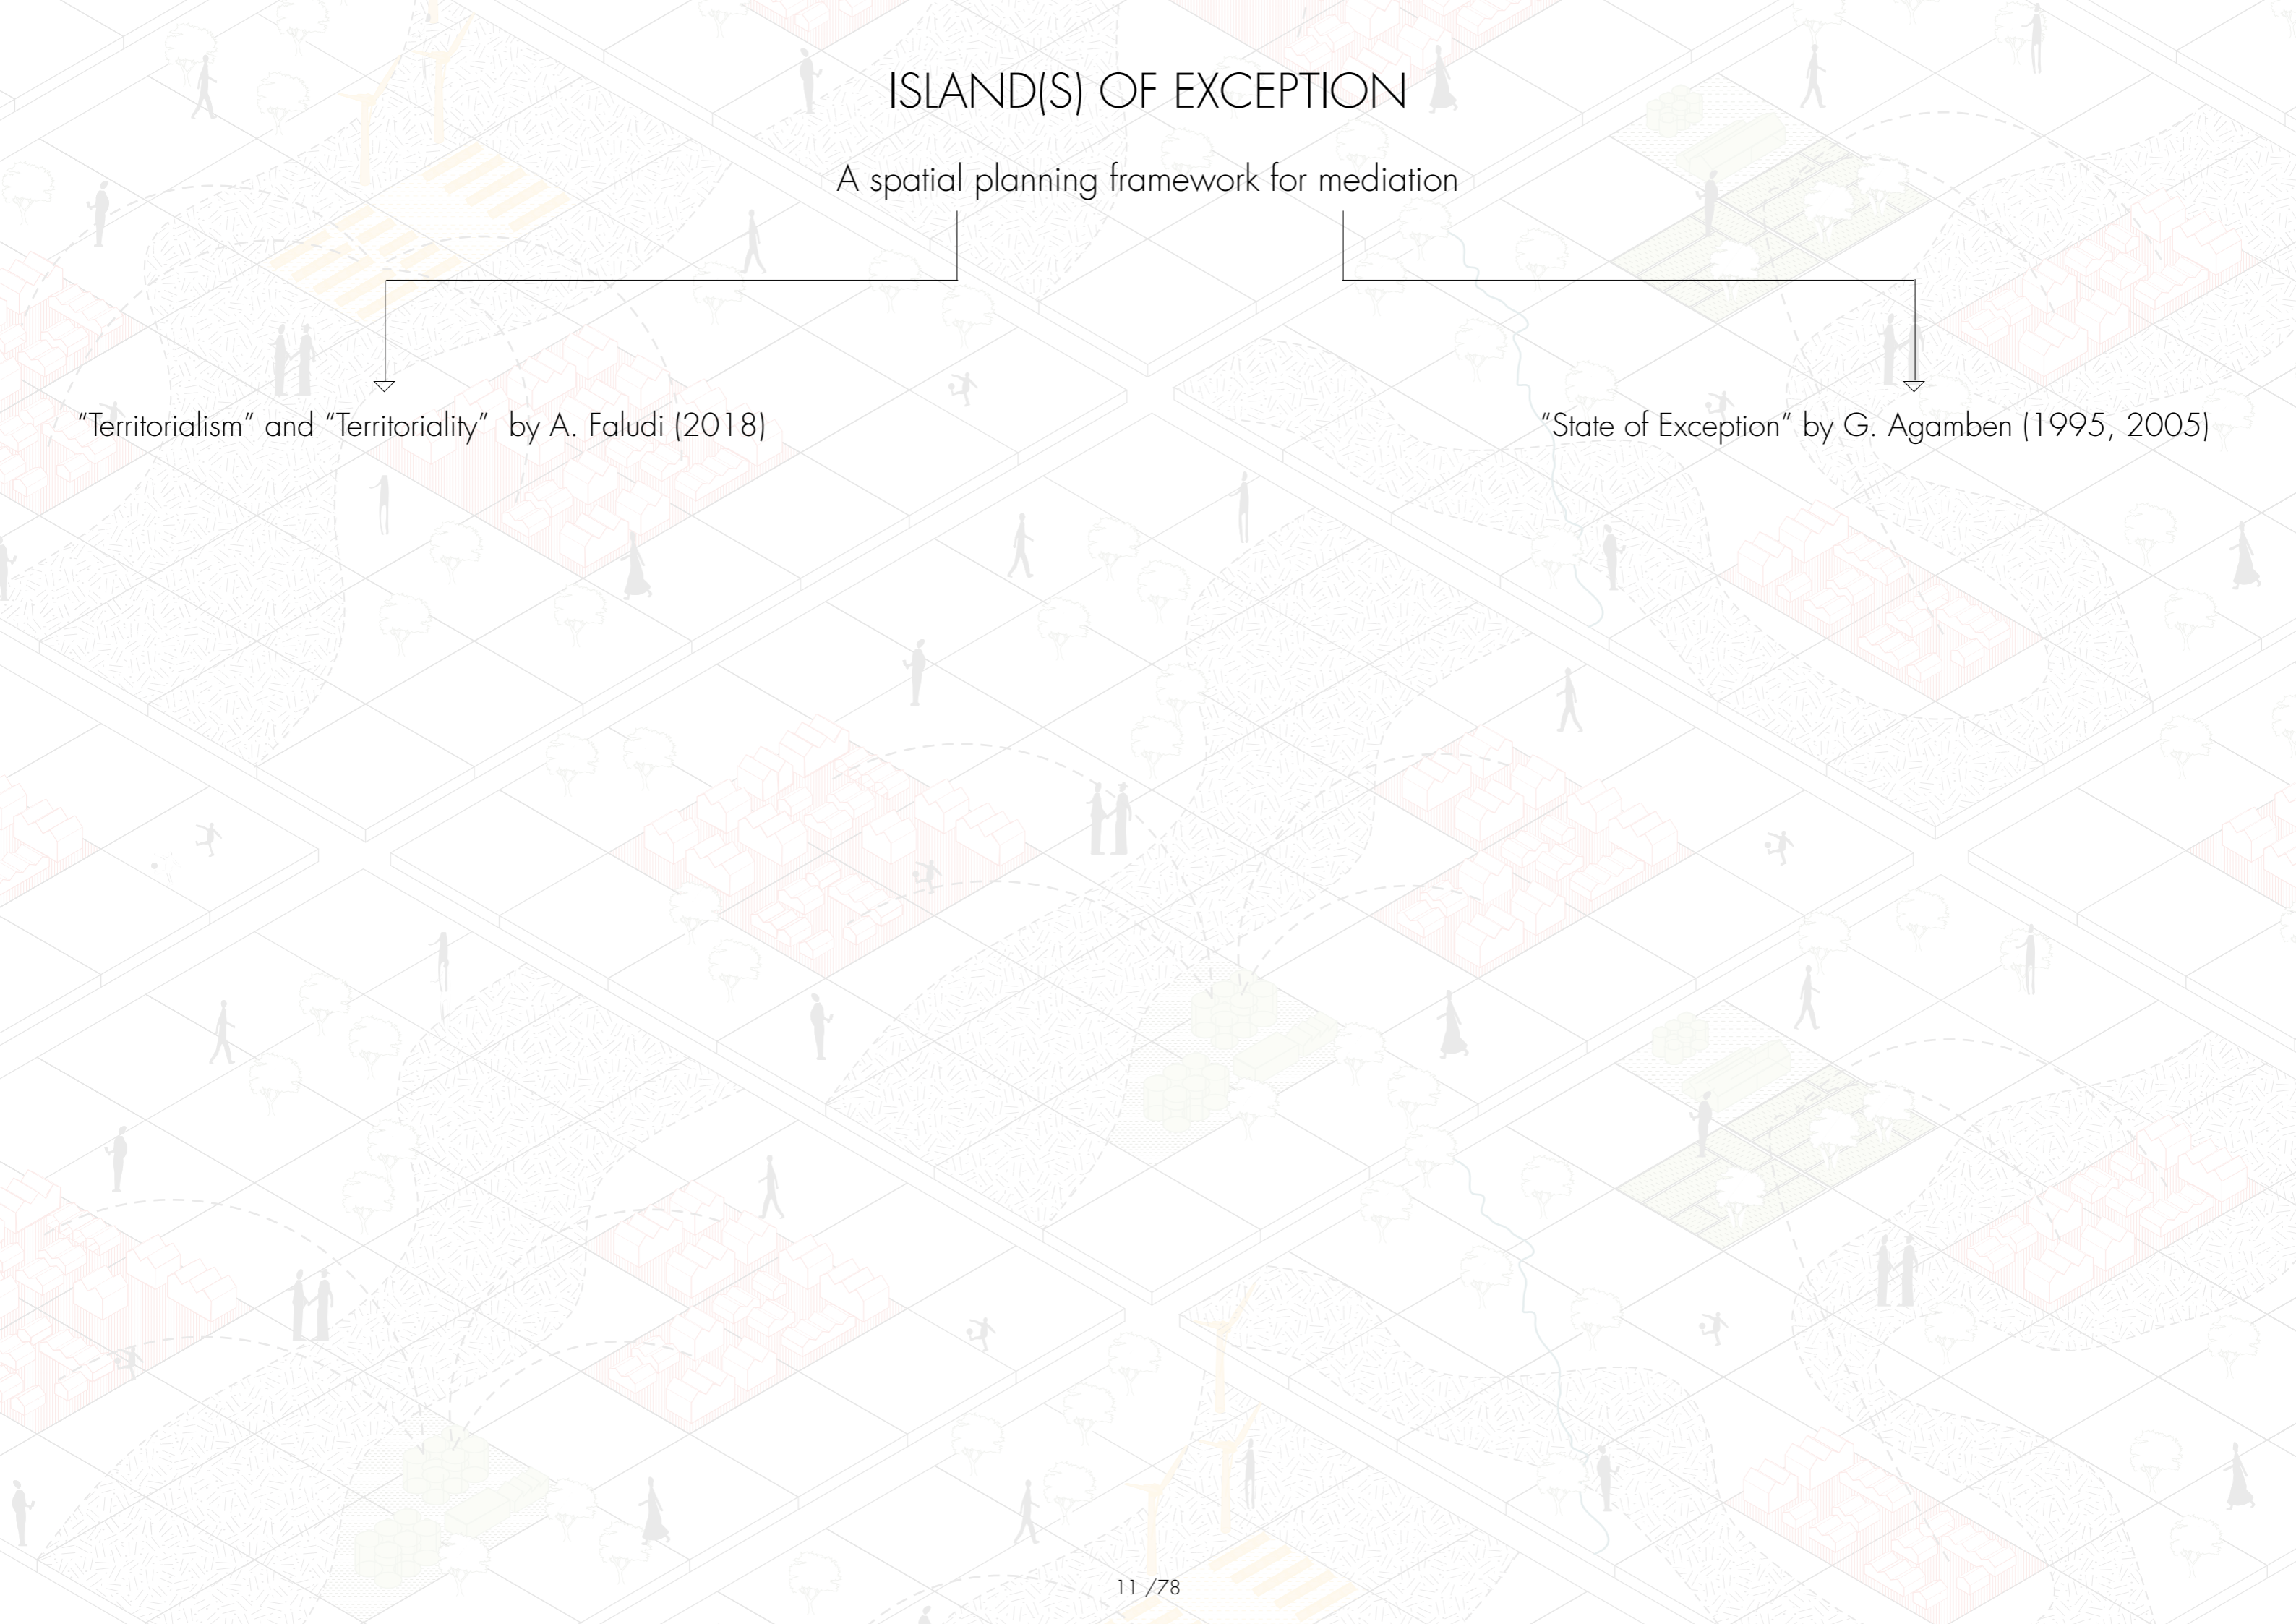 ISLAND(S) OF EXCEPTION
A spatial planning framework for mediation
“Territorialism” and “Territoriality” by A. Faludi (2018)
“State of Exception” by G. Agamben (1995, 2005)
11 /78